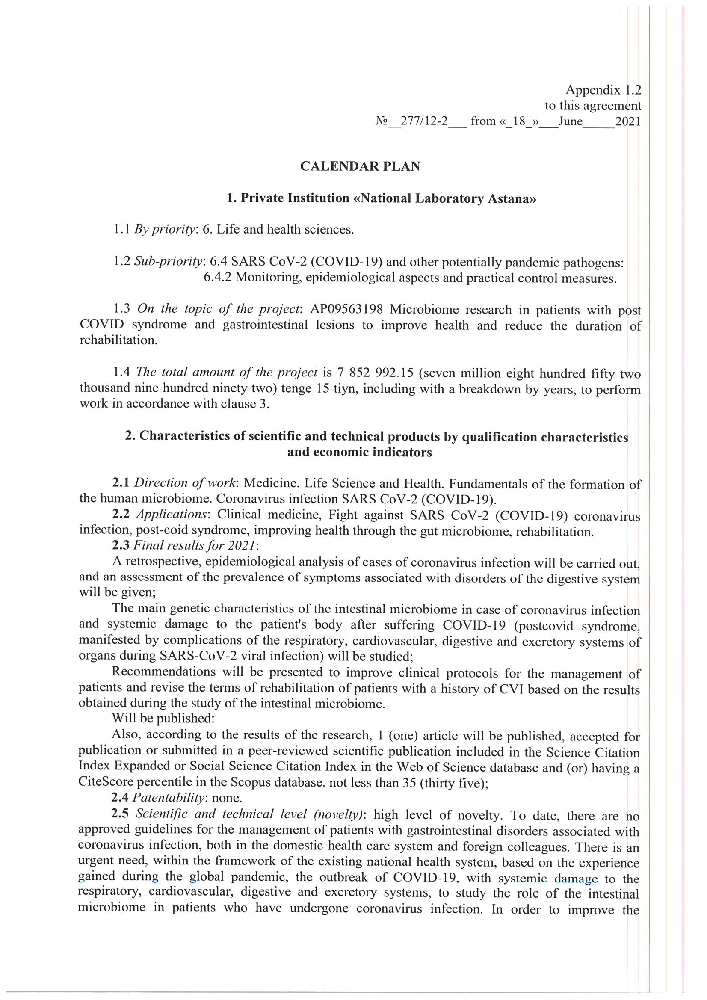 Appendix 1.2
to this agreement
№__277/12-2___ from «_18_»___June_____2021
CALENDAR PLAN
1. Private Institution «National Laboratory Astana»
1.1 By priority: 6. Life and health sciences.
1.2 Sub-priority: 6.4 SARS CoV-2 (COVID-19) and other potentially pandemic pathogens:
6.4.2 Monitoring, epidemiological aspects and practical control measures.
1.3 On the topic of the project: AP09563198 Microbiome research in patients with post
COVID syndrome and gastrointestinal lesions to improve health and reduce the duration of
rehabilitation.
1.4 The total amount of the project is 7 852 992.15 (seven million eight hundred fifty two
thousand nine hundred ninety two) tenge 15 tiyn, including with a breakdown by years, to perform
work in accordance with clause 3.
2. Characteristics of scientific and technical products by qualification characteristics
and economic indicators
2.1 Direction of work: Medicine. Life Science and Health. Fundamentals of the formation of
the human microbiome. Coronavirus infection SARS CoV-2 (COVID-19).
2.2 Applications: Clinical medicine, Fight against SARS CoV-2 (COVID-19) coronavirus
infection, post-coid syndrome, improving health through the gut microbiome, rehabilitation.
2.3 Final results for 2021:
A retrospective, epidemiological analysis of cases of coronavirus infection will be carried out,
and an assessment of the prevalence of symptoms associated with disorders of the digestive system
will be given;
The main genetic characteristics of the intestinal microbiome in case of coronavirus infection
and systemic damage to the patient's body after suffering COVID-19 (postcovid syndrome,
manifested by complications of the respiratory, cardiovascular, digestive and excretory systems of
organs during SARS-CoV-2 viral infection) will be studied;
Recommendations will be presented to improve clinical protocols for the management of
patients and revise the terms of rehabilitation of patients with a history of CVI based on the results
obtained during the study of the intestinal microbiome.
Will be published:
Also, according to the results of the research, 1 (one) article will be published, accepted for
publication or submitted in a peer-reviewed scientific publication included in the Science Citation
Index Expanded or Social Science Citation Index in the Web of Science database and (or) having a
CiteScore percentile in the Scopus database. not less than 35 (thirty five);
2.4 Patentability: none.
2.5 Scientific and technical level (novelty): high level of novelty. To date, there are no
approved guidelines for the management of patients with gastrointestinal disorders associated with
coronavirus infection, both in the domestic health care system and foreign colleagues. There is an
urgent need, within the framework of the existing national health system, based on the experience
gained during the global pandemic, the outbreak of COVID-19, with systemic damage to the
respiratory, cardiovascular, digestive and excretory systems, to study the role of the intestinal
microbiome in patients who have undergone coronavirus infection. In order to improve the